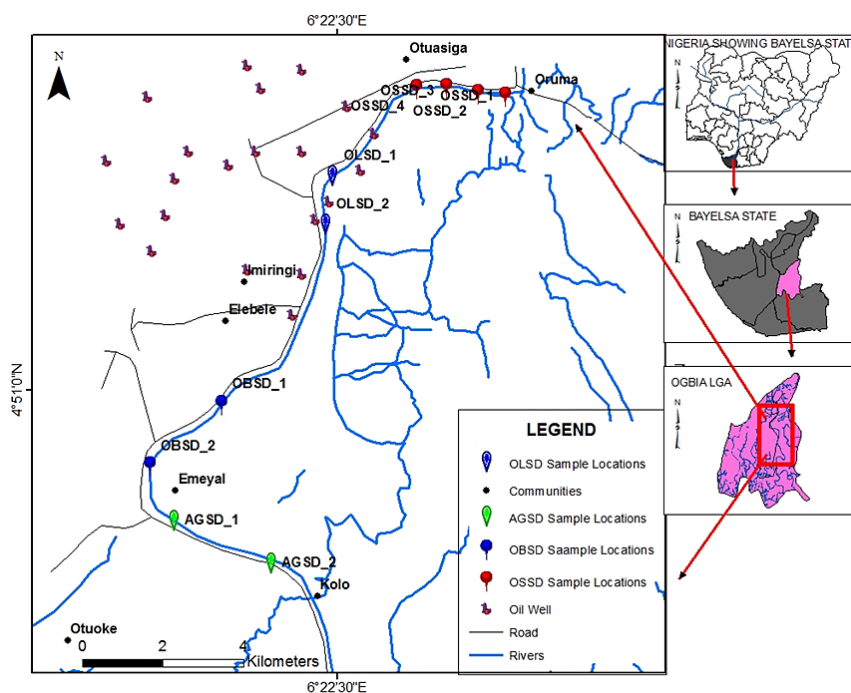 6°22'30"E
N
Otuasiga
Oruma
OSSD_3
OSSD_1
OSSD_4
OSSD_2
OLSD_1
OLSD_2
Imiringi
Elebele
4°51'0"N
OBSD_1
OBSD_2
Emeyal
AGSD_1
AGSD_2
Kolo
Otuoke
0 2 4
Kilometers
6°22'30"E
LEGEND
OLSD Sample Locations
Communities
AGSD Sample Locations
OBSD Saample Locations
OSSD Sample Locations
Oil Well
Road
Rivers
NIGERIA SHOWING BAYELSA STAT
N
BAYELSA STATE
N
OGBIA LGA
N